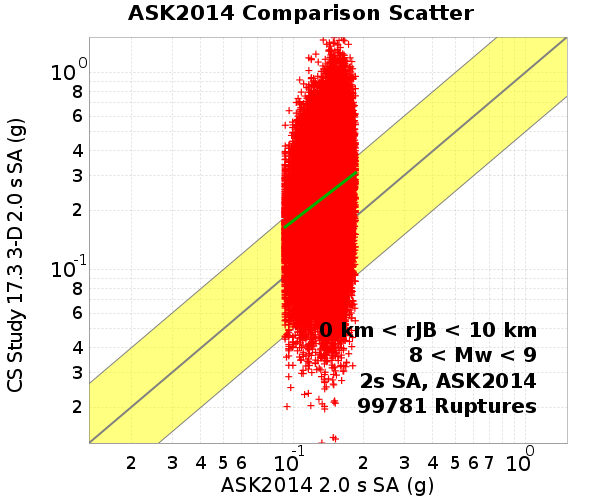 ASK2014 Comparison Scatter
CS Study 17.3 3-D 2.0 s SA (g)
10^0
8
6
4
3
2
10^-1
8
6
4
3
2
0 km < rJB < 10 km
8 < Mw < 9
2s SA, ASK2014
99781 Ruptures
2 3 4 5 6 10^-1 2 3 4 5 6 7 10^0
ASK2014 2.0 s SA (g)